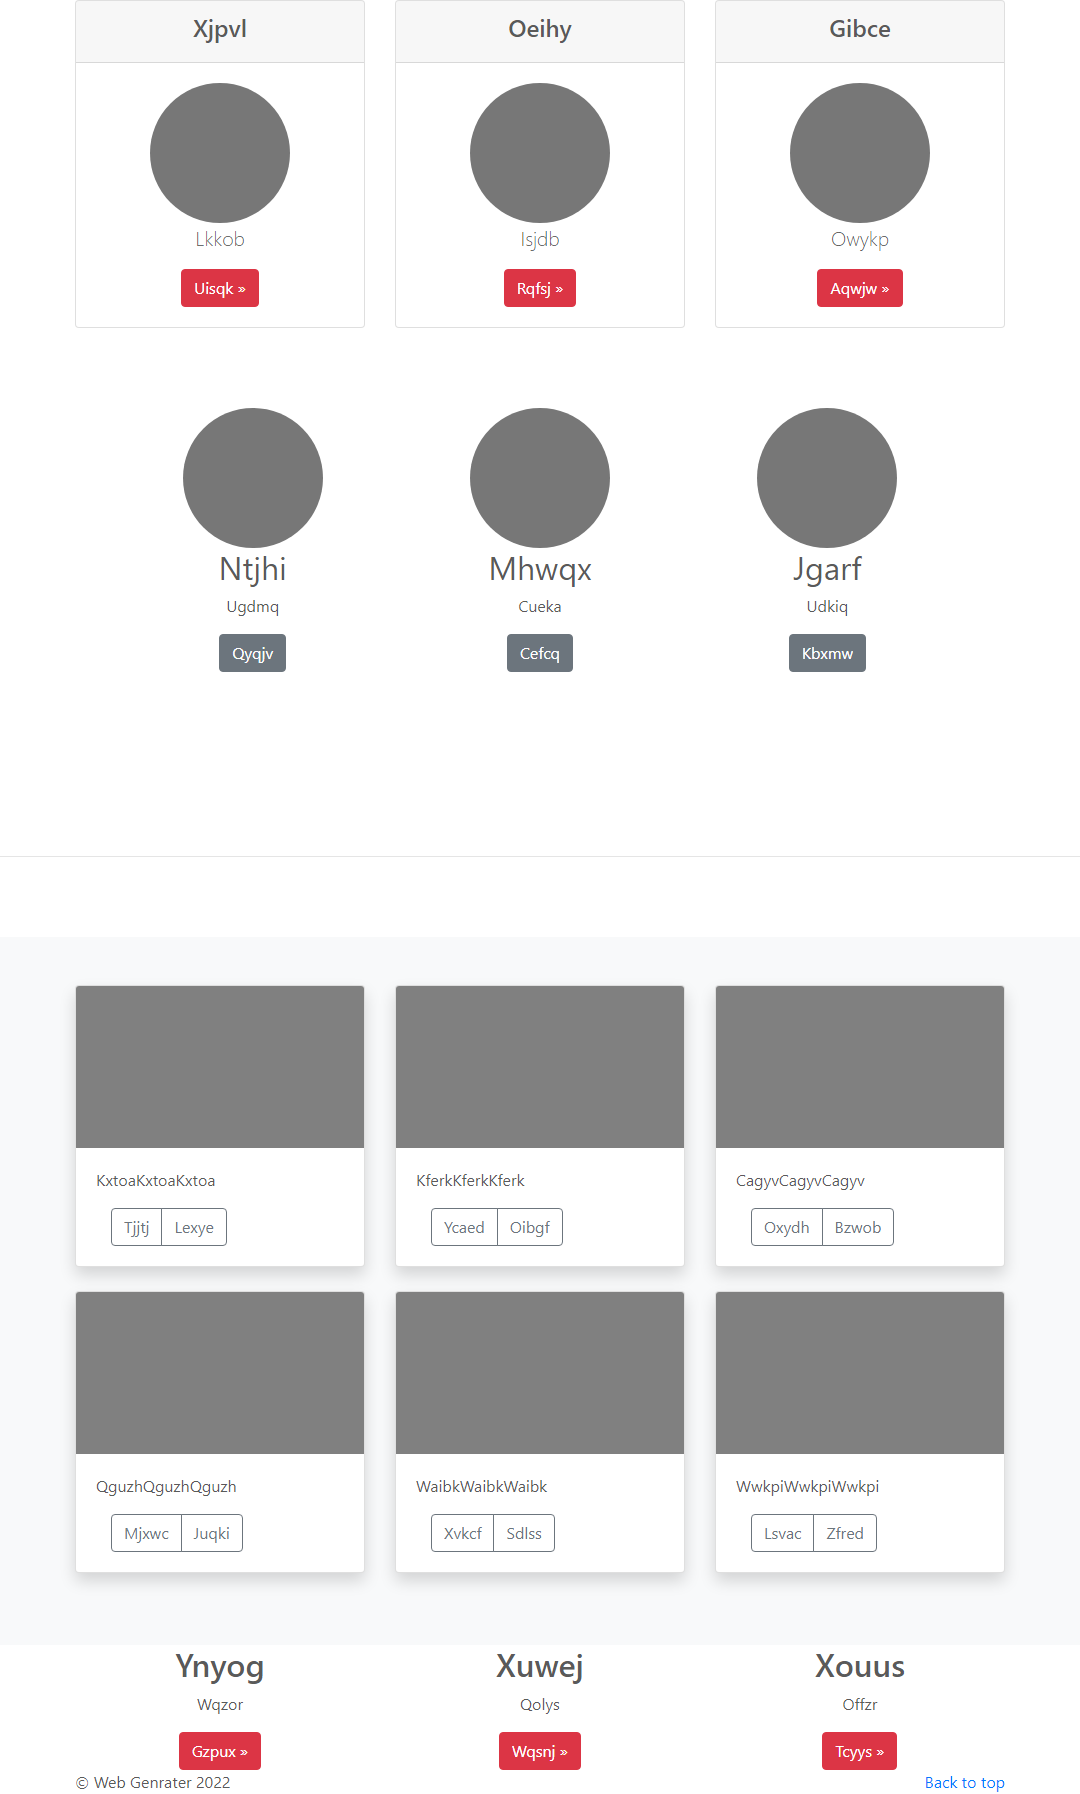 Xjpvl
Oeihy
Gibce
Lkkob
Isjdb
Owykp
Uisqk »
Rqfsj »
Aqwjw »
Ntjhi
Mhwqx
Jgarf
Ugdmq
Cueka
Udkiq
Qyqjv
Cefcq
Kbxmw
KxtoaKxtoaKxtoa
KferkKferkKferk
CagyvCagyvCagyv
Tjjtj Lexye
Ycaed Oibgf
Oxydh Bzwob
QguzhQguzhQguzh
WaibkWaibkWaibk
WwkpiWwkpiWwkpi
Mjxwc Juqki
Xvkcf Sdlss
Lsvac Zfred
Ynyog
Xuwej
Xouus
Wqzor
Qolys
Offzr
Gzpux »
Wqsnj »
Tcyys »
© Web Genrater 2022
Back to top